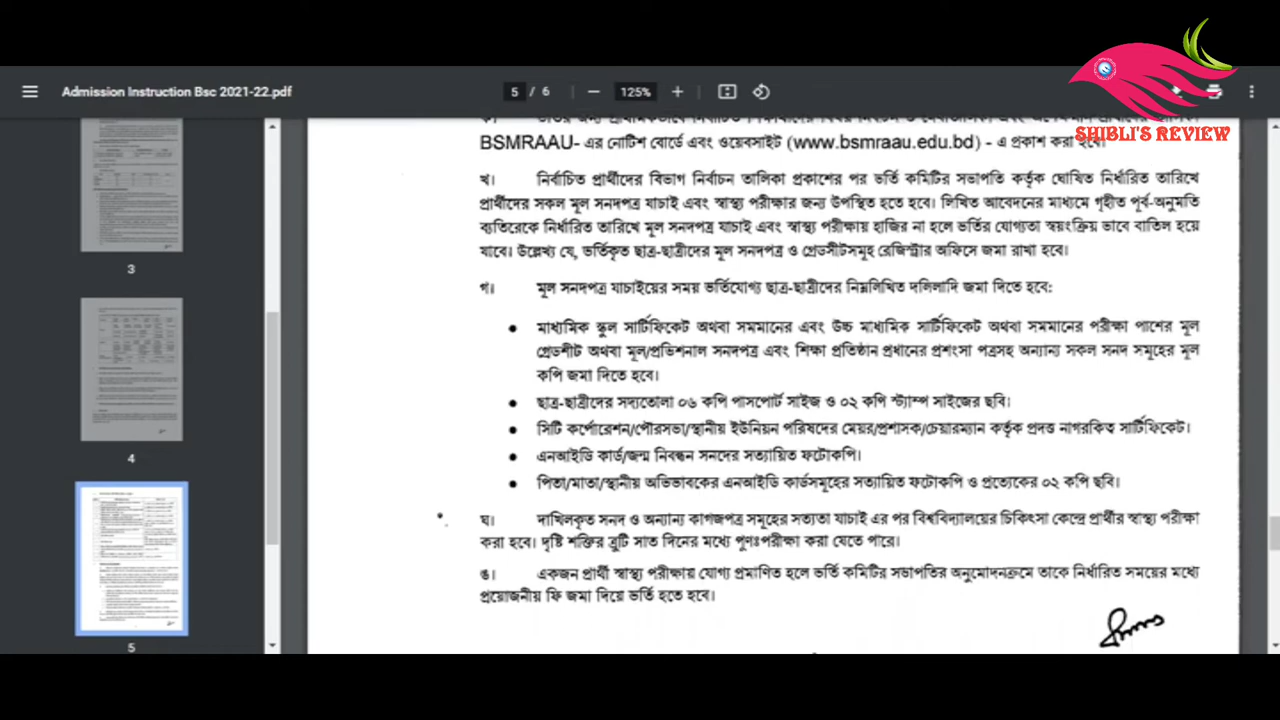 Admission Instruction Bsc 2021-22.pdf
5 / 6
125%
SHIBLI'S REVIEW
BSMRAAU- এর নোটিশ বোর্ডে এবং ওয়েবসাইট (www.bsmraau.edu.bd) - এ প্রকাশ করা হবে।
খ। নির্বাচিত প্রার্থীদের বিভাগ নির্বাচন তালিকা প্রকাশের পর ভর্তি কমিটির সভাপতি কর্তৃক ঘোষিত নির্ধারিত তারিখে
প্রার্থীদের সকল মূল সনদপত্র যাচাই এবং স্বাস্থ্য পরীক্ষার জন্য উপস্থিত হতে হবে। লিখিত আবেদনের মাধ্যমে গৃহীত পূর্ব-অনুমতি
ব্যতিরেকে নির্ধারিত তারিখে মূল সনদপত্র যাচাই এবং স্বাস্থ্য পরীক্ষায় হাজির না হলে ভর্তির যোগ্যতা স্বয়ংক্রিয় ভাবে বাতিল হয়ে
যাবে। উল্লেখ্য যে, ভর্তিকৃত ছাত্র-ছাত্রীদের মূল সনদপত্র ও গ্রেডসীটসমূহ রেজিস্ট্রার অফিসে জমা রাখা হবে।
গ। মূল সনদপত্র যাচাইয়ের সময় ভর্তিযোগ্য ছাত্র-ছাত্রীদের নিম্নলিখিত দলিলাদি জমা দিতে হবে:
• মাধ্যমিক স্কুল সার্টিফিকেট অথবা সমমানের এবং উচ্চ মাধ্যমিক সার্টিফিকেট অথবা সমমানের পরীক্ষা পাশের মূল
গ্রেডশীট অথবা মূল/প্রভিশনাল সনদপত্র এবং শিক্ষা প্রতিষ্ঠান প্রধানের প্রশংসা পত্রসহ অন্যান্য সকল সনদ সমূহের মূল
কপি জমা দিতে হবে।
• ছাত্র-ছাত্রীদের সদ্যতোলা ০৬ কপি পাসপোর্ট সাইজ ও ০২ কপি স্ট্যাম্প সাইজের ছবি।
• সিটি কর্পোরেশন/পৌরসভা/স্থানীয় ইউনিয়ন পরিষদের মেয়র/প্রশাসক/চেয়ারম্যান কর্তৃক প্রদত্ত নাগরকিত্ব সার্টিফিকেট।
• এনআইডি কার্ড/জন্ম নিবন্ধন সনদের সত্যায়িত ফটোকপি।
• পিতা/মাতা/স্থানীয় অভিভাবকের এনআইডি কার্ডসমূহের সত্যায়িত ফটোকপি ও প্রত্যেকের ০২ কপি ছবি।
ঘ। দাখিলকৃত সনদ ও অন্যান্য কাগজপত্র সমূহের সত্যতা যাচাই এর পর বিশ্ববিদ্যালয়ের চিকিৎসা কেন্দ্রে প্রার্থীর স্বাস্থ্য পরীক্ষা
করা হবে। দৃষ্টি শক্তির ত্রুটি সাত দিনের মধ্যে পুণঃপরীক্ষা করা যেতে পারে।
ঙ। একজন প্রার্থী স্বাস্থ্য পরীক্ষায় যোগ্য প্রমাণিত হলে ভর্তি কমিটির সভাপতির অনুমোদনক্রমে তাকে নির্ধারিত সময়ের মধ্যে
প্রয়োজনীয় ফি জমা দিয়ে ভর্তি হতে হবে।
3
4
5